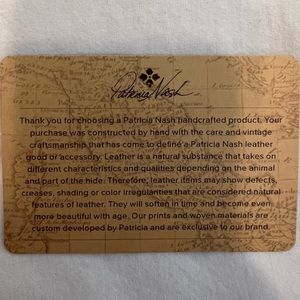 Patricia Nash
Thank you for choosing a Patricia Nash handcrafted product. Your
purchase was constructed by hand with the care and vintage
craftsmanship that has come to define a Patricia Nash leather
good or accessory. Leather is a natural substance that takes on
different characteristics and qualities depending on the animal
and part of the hide. Therefore, leather items may show defects,
creases, shading or color irregularities that are considered natural
features of leather. They will soften in time and become even
more beautiful with age. Our prints and woven materials are
custom developed by Patricia and are exclusive to our brand.